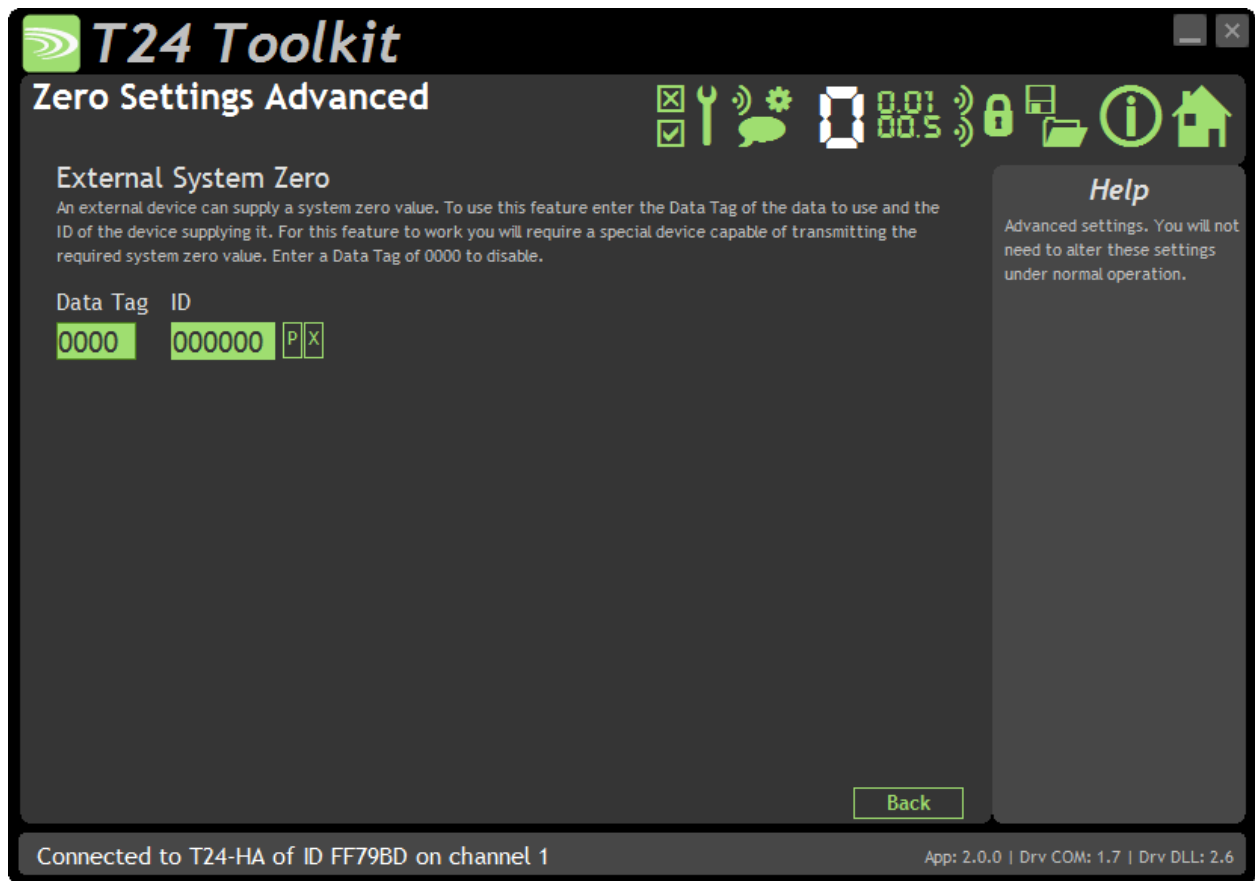 T24 Toolkit
Zero Settings Advanced
0
0.01
00.5
External System Zero
An external device can supply a system zero value. To use this feature enter the Data Tag of the data to use and the
ID of the device supplying it. For this feature to work you will require a special device capable of transmitting the
required system zero value. Enter a Data Tag of 0000 to disable.
Data Tag ID
0000 000000 P X
Back
Help
Advanced settings. You will not
need to alter these settings
under normal operation.
Connected to T24-HA of ID FF79BD on channel 1
App: 2.0.0 | Drv COM: 1.7 | Drv DLL: 2.6